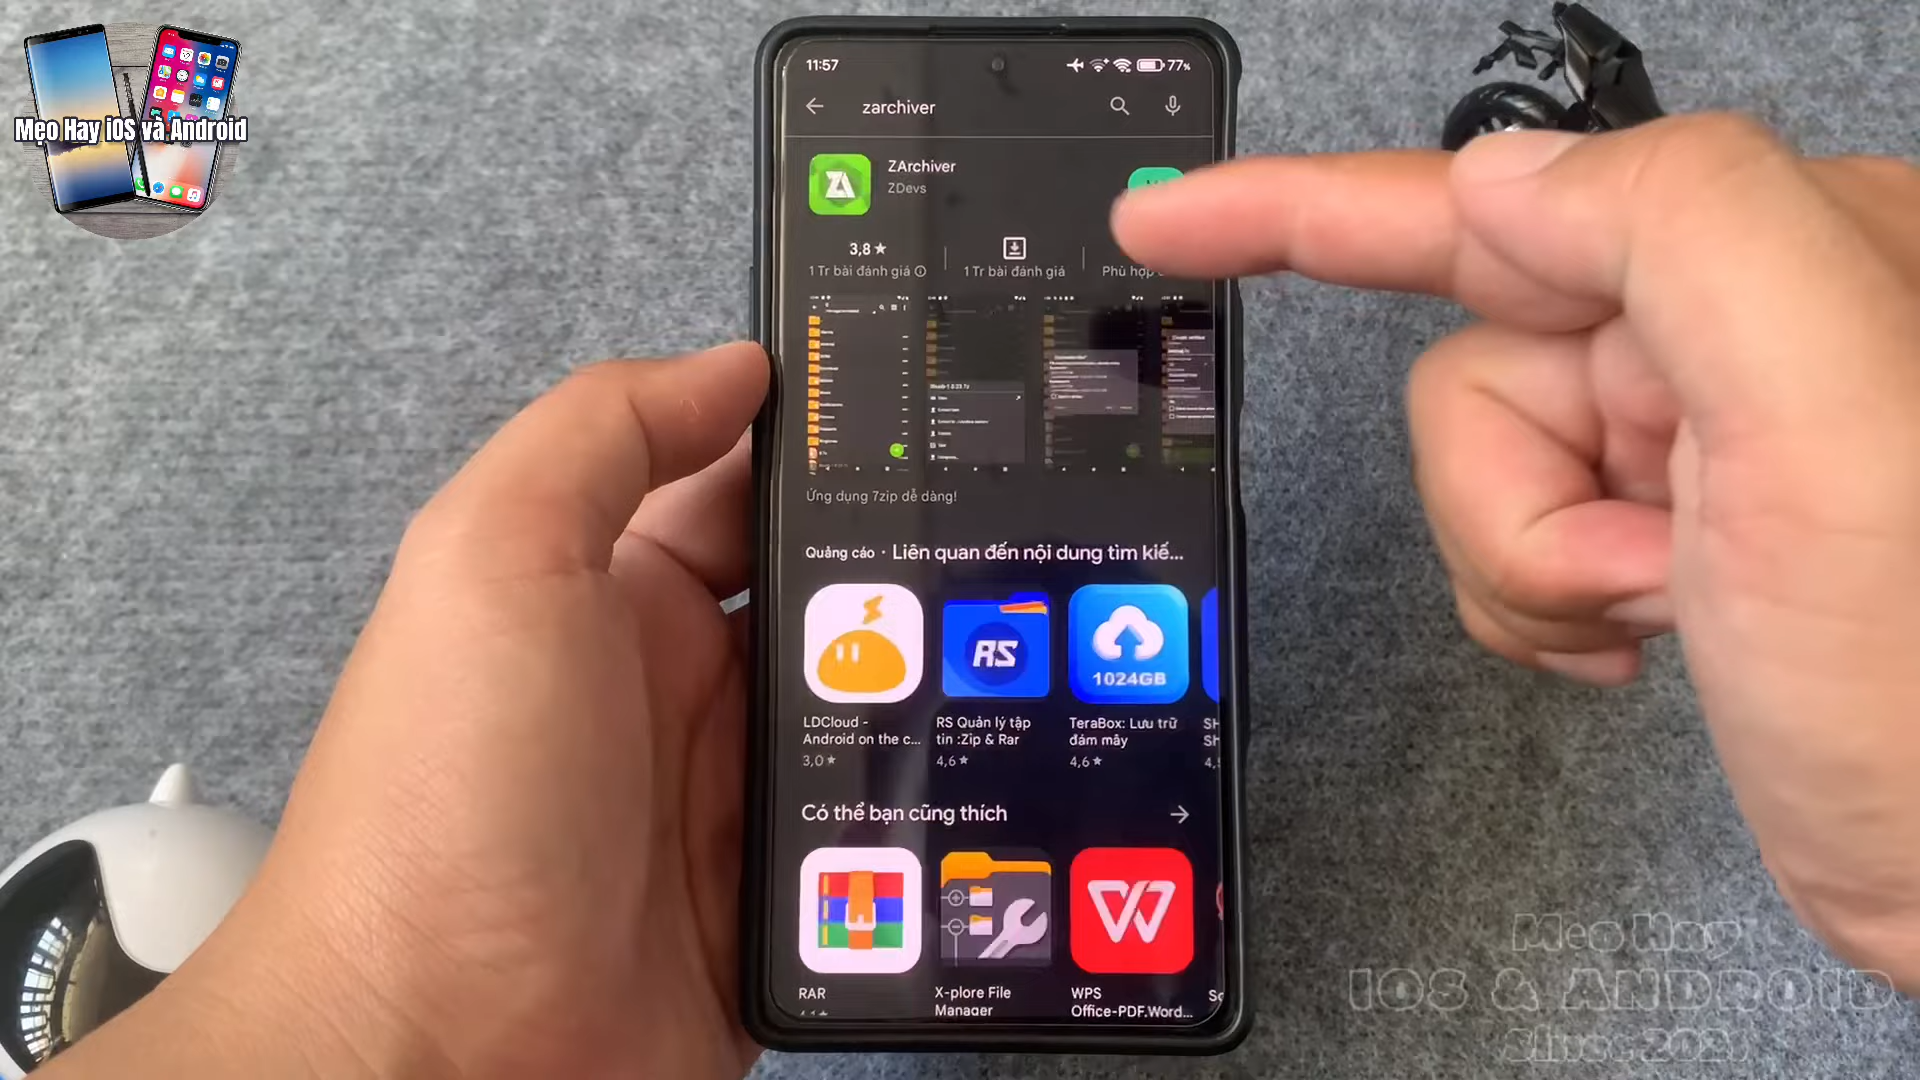 Mẹo Hay iOS và Android
11:57
77%
zarchiver
ZArchiver
ZDevs
3,8 ★
1 Tr bài đánh giá
1 Tr bài đánh giá
Phù hợp
Ứng dụng 7zip dễ dàng!
Quảng cáo · Liên quan đến nội dung tìm kiế...
RS
1024GB
LDCloud -
Android on the c...
3,0 ★
RS Quản lý tập
tin :Zip & Rar
4,6 ★
TeraBox: Lưu trữ
đám mây
4,6 ★
Có thể bạn cũng thích
RAR
X-plore File
Manager
WPS
Office-PDF,Word...
Mẹo Hay
IOS & ANDROID
Since 2021